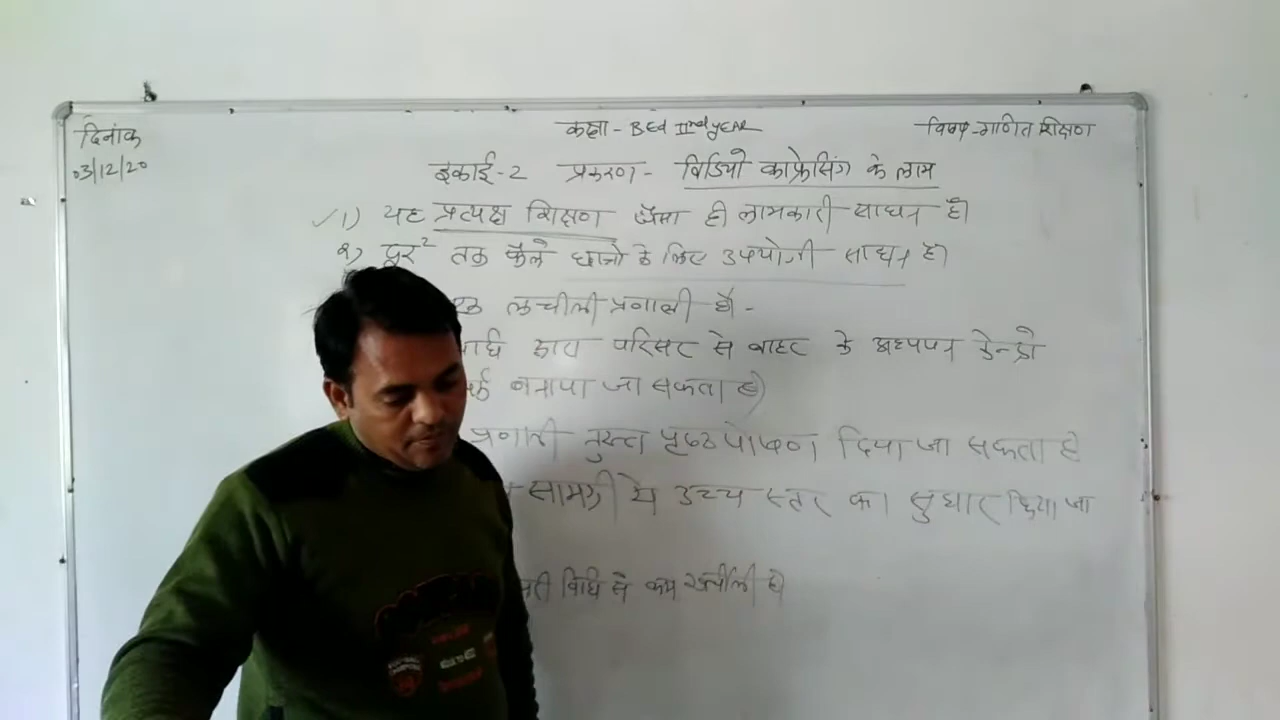 दिनांक
03/12/20
कक्षा - BEd IInd YEAR
विषय-गणित शिक्षण
इकाई-2 प्रकरण - विडियो कांफ्रेसिंग के लाभ
1) यह प्रत्यक्ष शिक्षण जैसा ही लाभकारी साधन है।
2) दूर² तक फैले छात्रो के लिए उपयोगी साधन है।
लचीली प्रणाली है -
परिसर से बाहर के अध्ययन केन्द्रो
बनाया जा सकता है)
प्रणाली तुरन्त पृष्ठपोषण दिया जा सकता है
सामग्री मे उच्च स्तर का सुधार किया जा
विधि से कम खर्चीली है